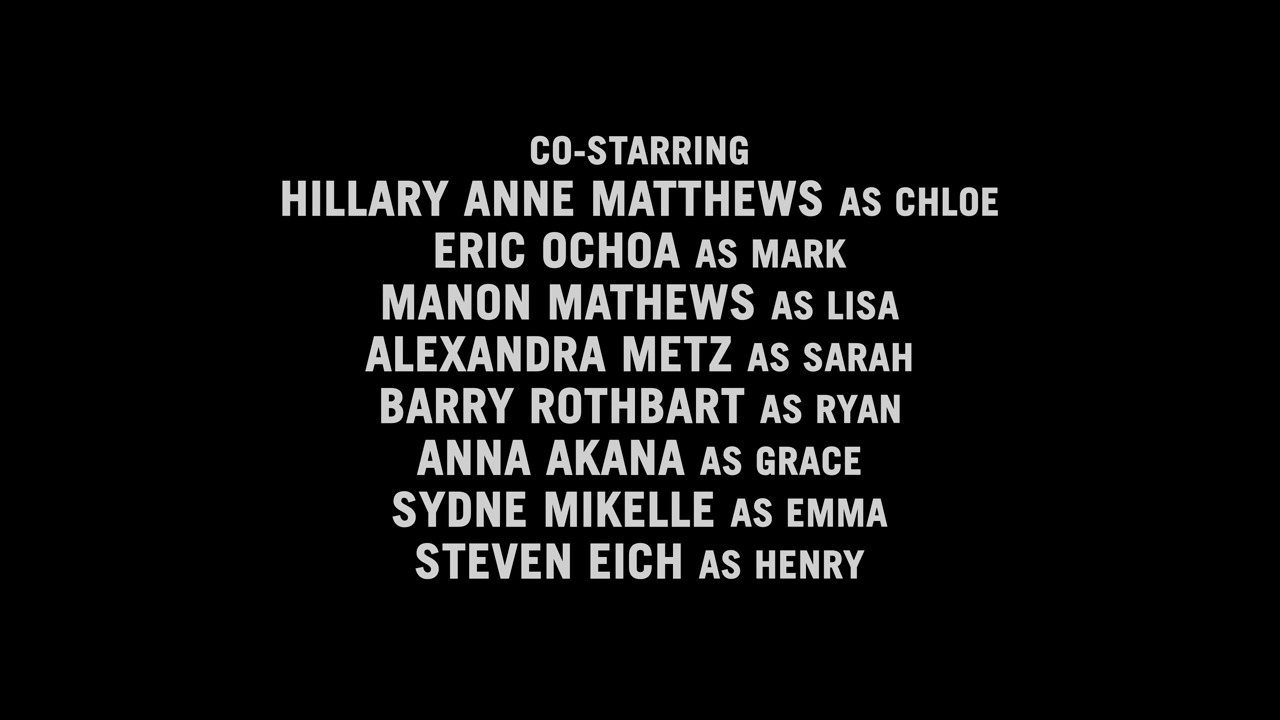 CO-STARRING
HILLARY ANNE MATTHEWS AS CHLOE
ERIC OCHOA AS MARK
MANON MATHEWS AS LISA
ALEXANDRA METZ AS SARAH
BARRY ROTHBART AS RYAN
ANNA AKANA AS GRACE
SYDNE MIKELLE AS EMMA
STEVEN EICH AS HENRY